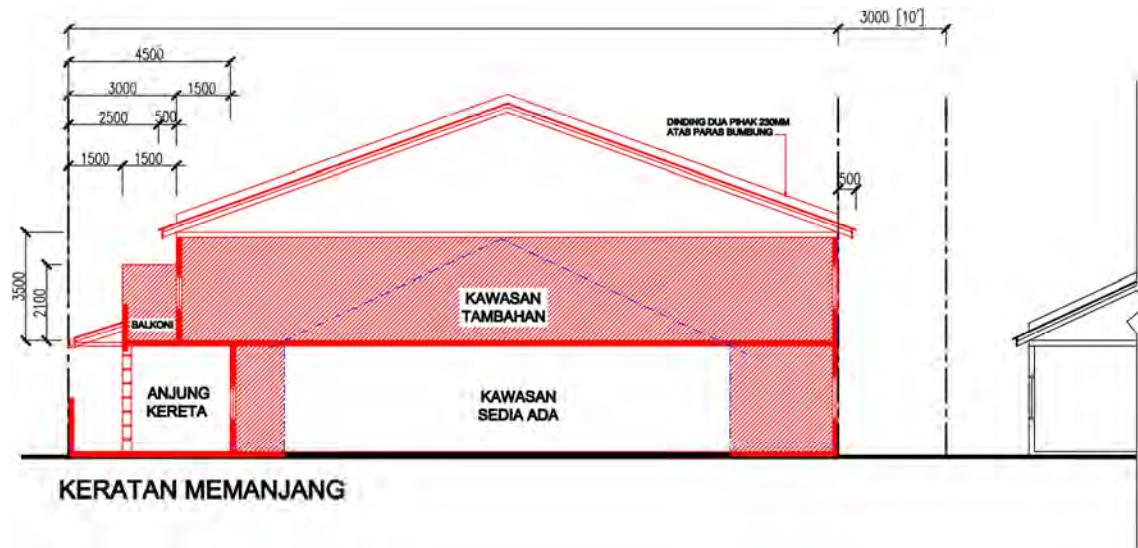 3000 [10']
4500
3000
1500
2500
500
1500
1500
DINDING DUA PIHAK 230MM
ATAS PARAS BUMBUNG
500
3500
2100
BALKONI
KAWASAN
TAMBAHAN
ANJUNG
KERETA
KAWASAN
SEDIA ADA
KERATAN MEMANJANG